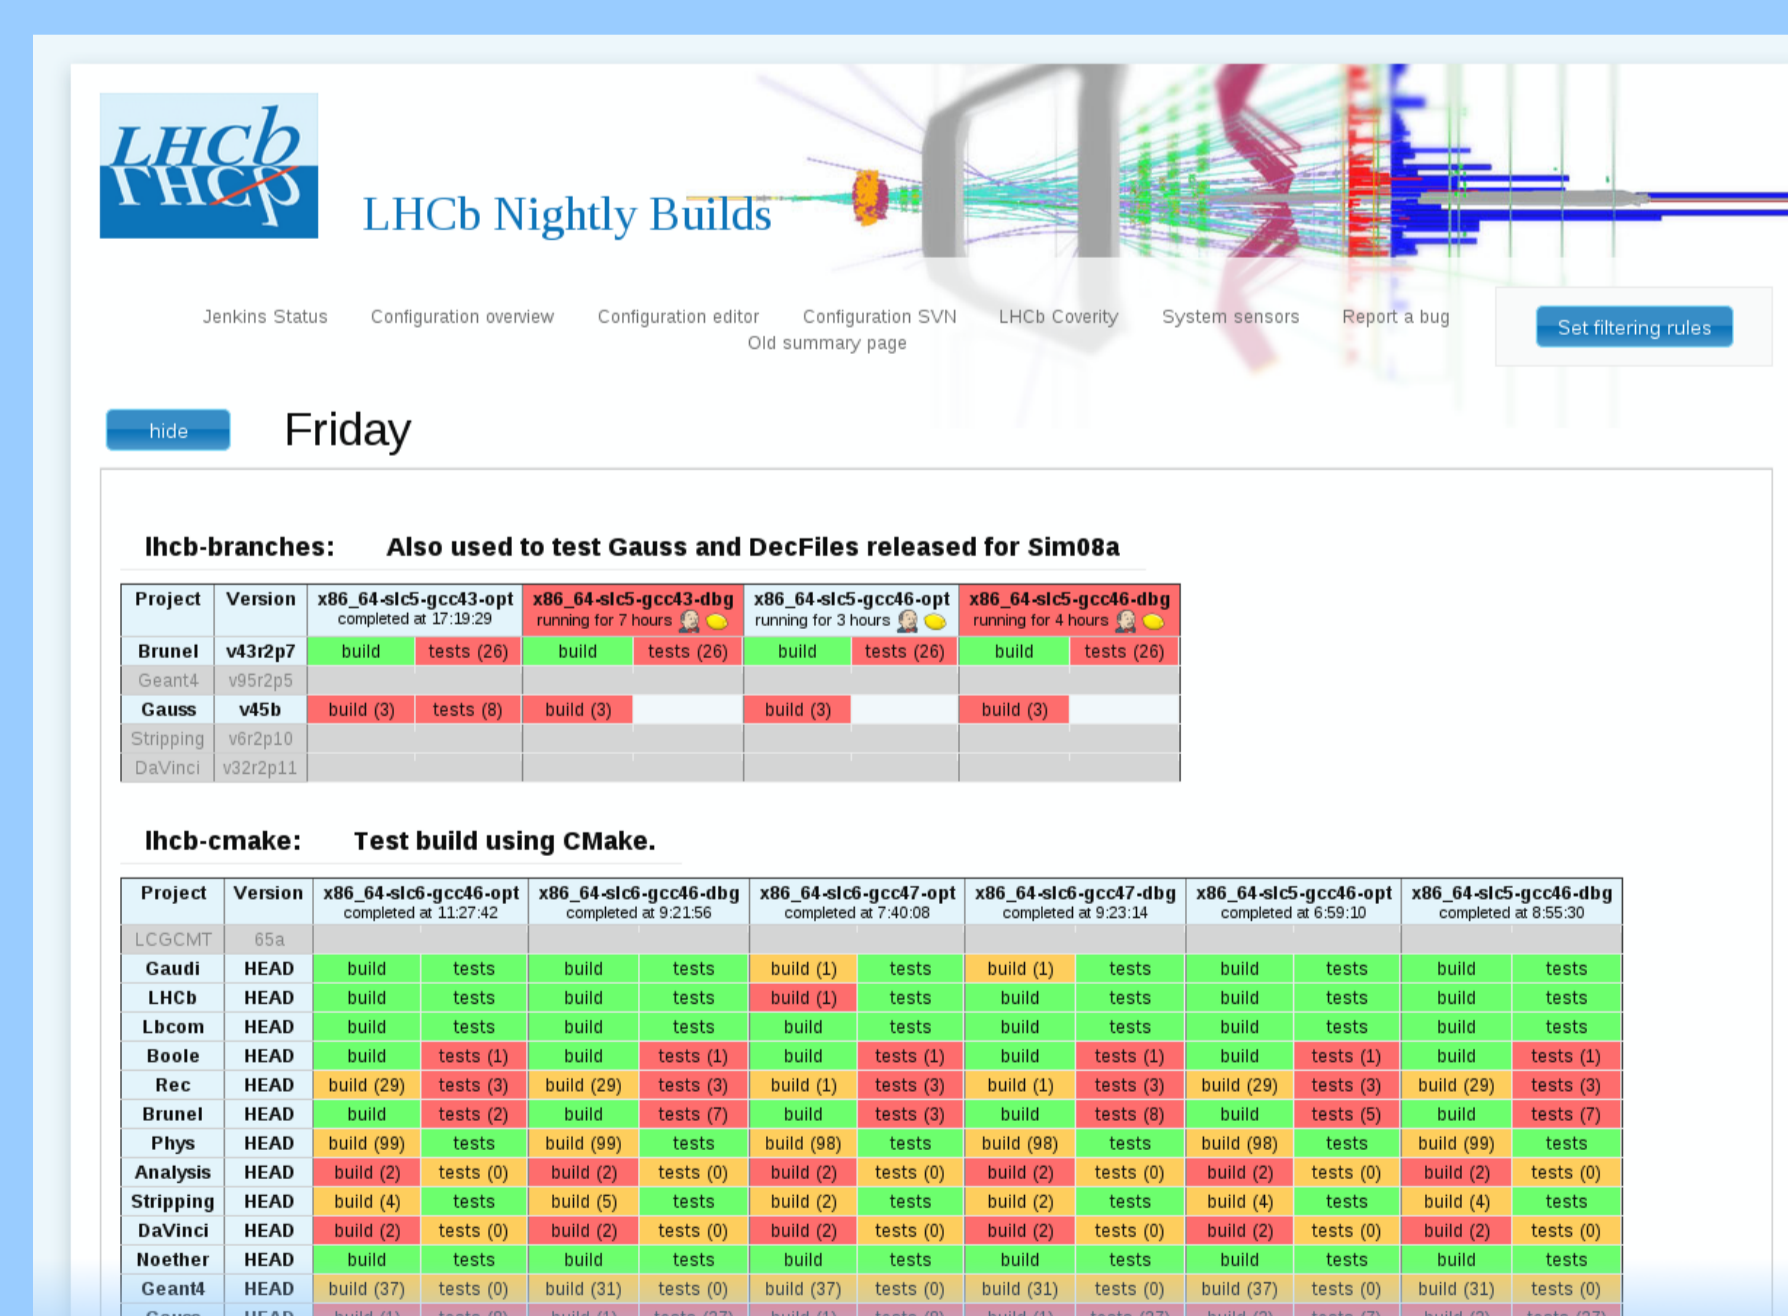 LHCb
LHCb Nightly Builds
Jenkins Status Configuration overview Configuration editor Configuration SVN LHCb Coverity System sensors Report a bug
Old summary page
Set filtering rules
hide Friday
lhcb-branches: Also used to test Gauss and DecFiles released for Sim08a
Project Version x86_64-slc5-gcc43-opt x86_64-slc5-gcc43-dbg x86_64-slc5-gcc46-opt x86_64-slc5-gcc46-dbg
completed at 17:19:29 running for 7 hours running for 3 hours running for 4 hours
Brunel v43r2p7 build tests (26) build tests (26) build tests (26) build tests (26)
Geant4 v95r2p5
Gauss v45b build (3) tests (8) build (3) build (3) build (3)
Stripping v6r2p10
DaVinci v32r2p11
lhcb-cmake: Test build using CMake.
Project Version x86_64-slc6-gcc46-opt x86_64-slc6-gcc46-dbg x86_64-slc6-gcc47-opt x86_64-slc6-gcc47-dbg x86_64-slc5-gcc46-opt x86_64-slc5-gcc46-dbg
completed at 11:27:42 completed at 9:21:56 completed at 7:40:08 completed at 9:23:14 completed at 6:59:10 completed at 8:55:30
LCGCMT 65a
Gaudi HEAD build tests build tests build (1) tests build (1) tests build tests build tests
LHCb HEAD build tests build tests build (1) tests build tests build tests build tests
Lbcom HEAD build tests build tests build tests build tests build tests build tests
Boole HEAD build tests (1) build tests (1) build tests (1) build tests (1) build tests (1) build tests (1)
Rec HEAD build (29) tests (3) build (29) tests (3) build (1) tests (3) build (1) tests (3) build (29) tests (3) build (29) tests (3)
Brunel HEAD build tests (2) build tests (7) build tests (3) build tests (8) build tests (5) build tests (7)
Phys HEAD build (99) tests build (99) tests build (98) tests build (98) tests build (98) tests build (99) tests
Analysis HEAD build (2) tests (0) build (2) tests (0) build (2) tests (0) build (2) tests (0) build (2) tests (0) build (2) tests (0)
Stripping HEAD build (4) tests build (5) tests build (2) tests build (2) tests build (4) tests build (4) tests
DaVinci HEAD build (2) tests (0) build (2) tests (0) build (2) tests (0) build (2) tests (0) build (2) tests (0) build (2) tests (0)
Noether HEAD build tests build tests build tests build tests build tests build tests
Geant4 HEAD build (37) tests (0) build (31) tests (0) build (37) tests (0) build (31) tests (0) build (37) tests (0) build (31) tests (0)